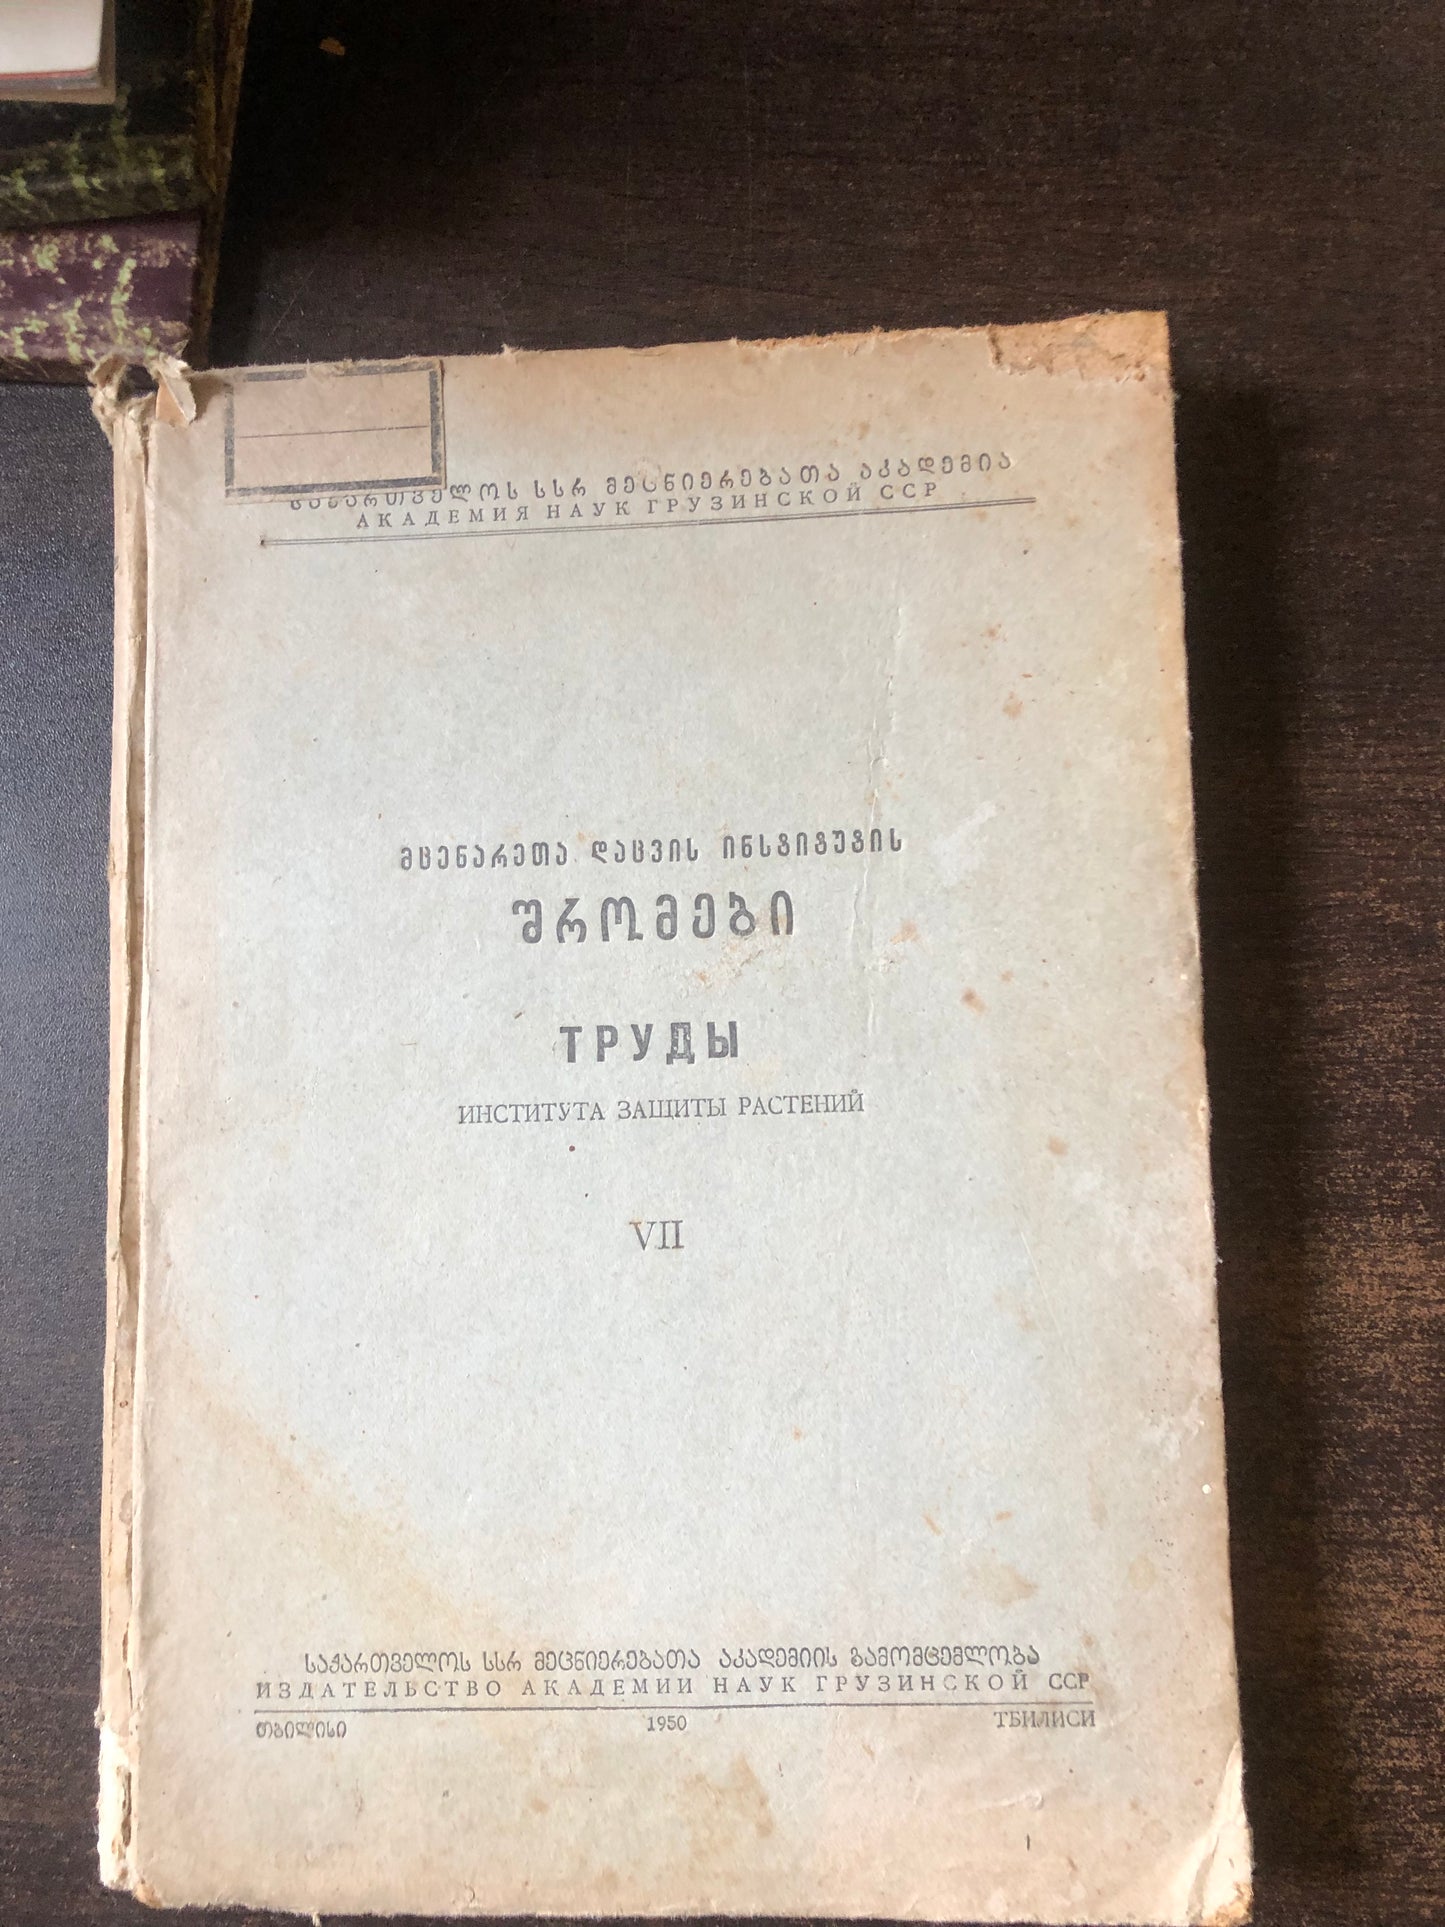 საქართველოს სსრ მეცნიერებათა აკადემია
АКАДЕМИЯ НАУК ГРУЗИНСКОЙ ССР
მცენარეთა დაცვის ინსტიტუტის
შრომები
ТРУДЫ
ИНСТИТУТА ЗАЩИТЫ РАСТЕНИЙ
VII
საქართველოს სსრ მეცნიერებათა აკადემიის გამომცემლობა
ИЗДАТЕЛЬСТВО АКАДЕМИИ НАУК ГРУЗИНСКОЙ ССР
თბილისი 1950 ТБИЛИСИ